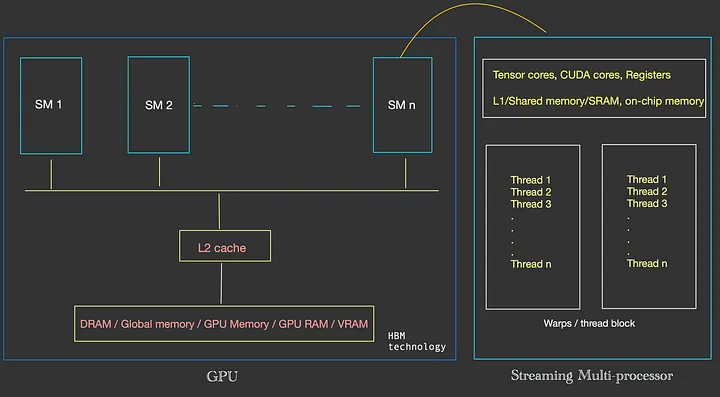 SM 1
SM 2
SM n
L2 cache
DRAM / Global memory / GPU Memory / GPU RAM / VRAM
HBM
technology
GPU
Tensor cores, CUDA cores, Registers
L1/Shared memory/SRAM, on-chip memory
Thread 1
Thread 2
Thread 3
.
.
.
.
Thread n
Thread 1
Thread 2
Thread 3
.
.
.
.
Thread n
Warps / thread block
Streaming Multi-processor